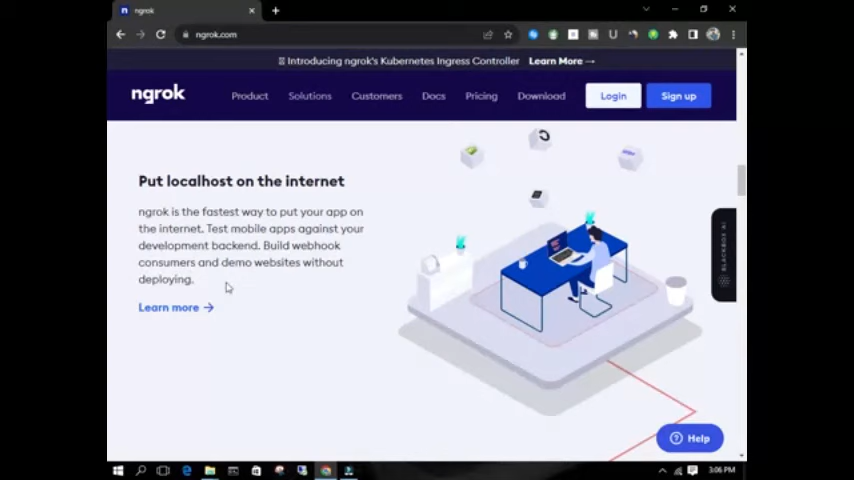 ngrok
ngrok.com
Introducing ngrok's Kubernetes Ingress Controller Learn More →
ngrok
Product Solutions Customers Docs Pricing Download Login Sign up
Put localhost on the internet
ngrok is the fastest way to put your app on
the internet. Test mobile apps against your
development backend. Build webhook
consumers and demo websites without
deploying.
Learn more →
BLACKBOX AI
Help
3:06 PM